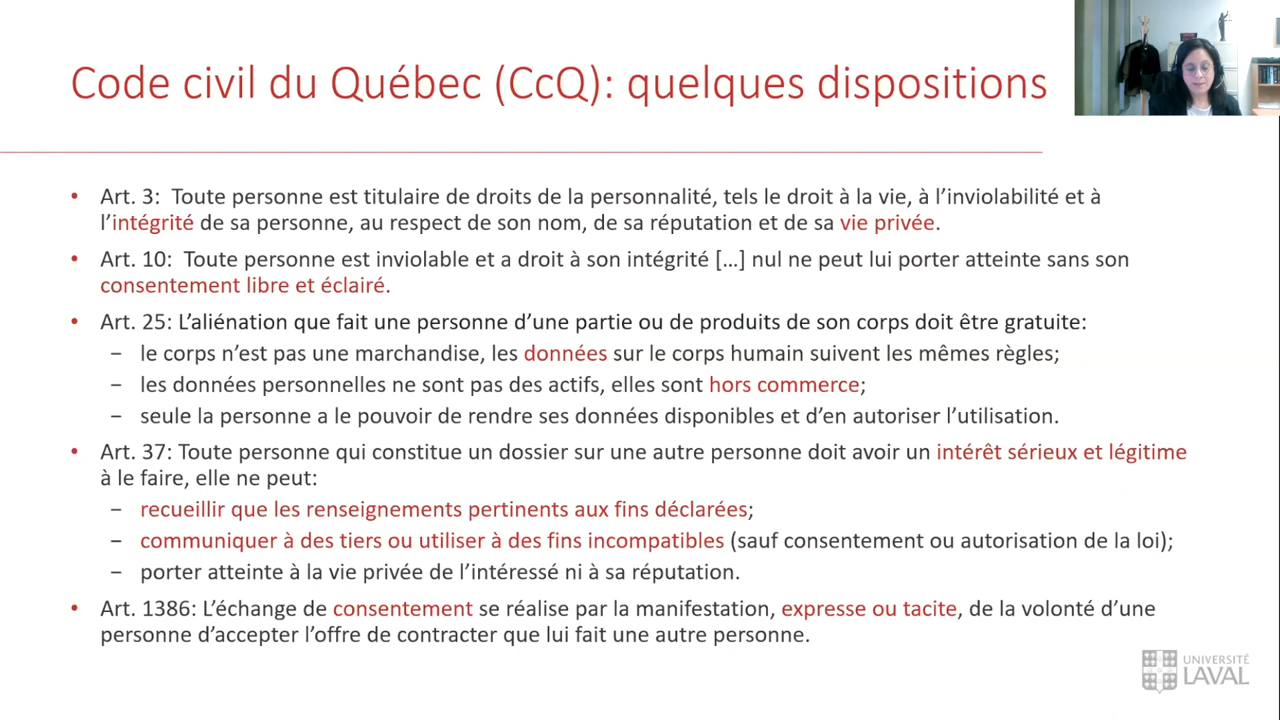 Code civil du Québec (CcQ): quelques dispositions
• Art. 3: Toute personne est titulaire de droits de la personnalité, tels le droit à la vie, à l’inviolabilité et à
l’intégrité de sa personne, au respect de son nom, de sa réputation et de sa vie privée.
• Art. 10: Toute personne est inviolable et a droit à son intégrité […] nul ne peut lui porter atteinte sans son
consentement libre et éclairé.
• Art. 25: L’aliénation que fait une personne d’une partie ou de produits de son corps doit être gratuite:
− le corps n’est pas une marchandise, les données sur le corps humain suivent les mêmes règles;
− les données personnelles ne sont pas des actifs, elles sont hors commerce;
− seule la personne a le pouvoir de rendre ses données disponibles et d’en autoriser l’utilisation.
• Art. 37: Toute personne qui constitue un dossier sur une autre personne doit avoir un intérêt sérieux et légitime
à le faire, elle ne peut:
− recueillir que les renseignements pertinents aux fins déclarées;
− communiquer à des tiers ou utiliser à des fins incompatibles (sauf consentement ou autorisation de la loi);
− porter atteinte à la vie privée de l’intéressé ni à sa réputation.
• Art. 1386: L’échange de consentement se réalise par la manifestation, expresse ou tacite, de la volonté d’une
personne d’accepter l’offre de contracter que lui fait une autre personne.
UNIVERSITÉ
LAVAL